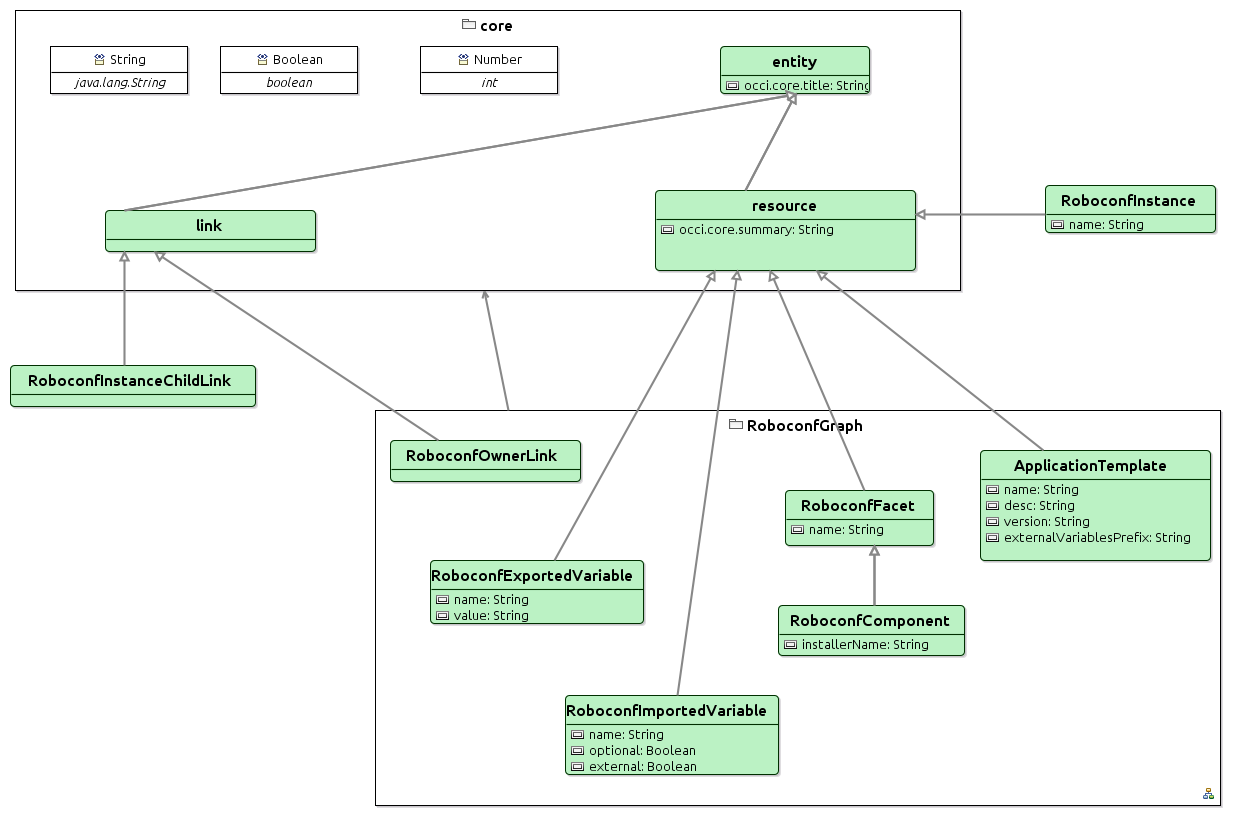 core
String
java.lang.String
Boolean
boolean
Number
int
entity
occi.core.title: String
link
resource
occi.core.summary: String
RoboconfInstance
name: String
RoboconfInstanceChildLink
RoboconfGraph
RoboconfOwnerLink
ApplicationTemplate
name: String
desc: String
version: String
externalVariablesPrefix: String
RoboconfFacet
name: String
RoboconfExportedVariable
name: String
value: String
RoboconfComponent
installerName: String
RoboconfImportedVariable
name: String
optional: Boolean
external: Boolean